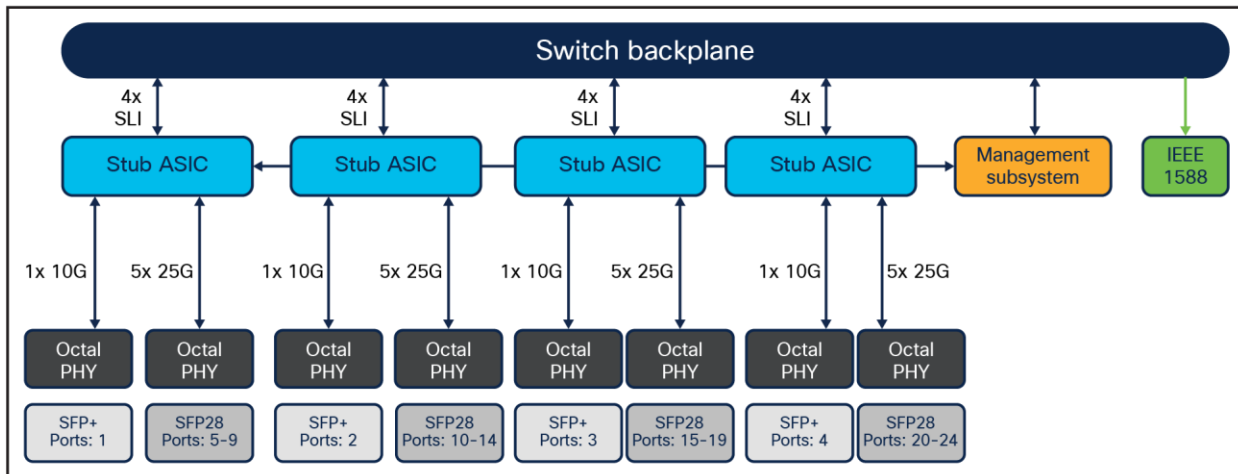 Switch backplane
4x
SLI
4x
SLI
4x
SLI
4x
SLI
Stub ASIC
Stub ASIC
Stub ASIC
Stub ASIC
Management
subsystem
IEEE
1588
1x 10G
5x 25G
1x 10G
5x 25G
1x 10G
5x 25G
1x 10G
5x 25G
Octal
PHY
Octal
PHY
Octal
PHY
Octal
PHY
Octal
PHY
Octal
PHY
Octal
PHY
Octal
PHY
SFP+
Ports: 1
SFP28
Ports: 5-9
SFP+
Ports: 2
SFP28
Ports: 10-14
SFP+
Ports: 3
SFP28
Ports: 15-19
SFP+
Ports: 4
SFP28
Ports: 20-24